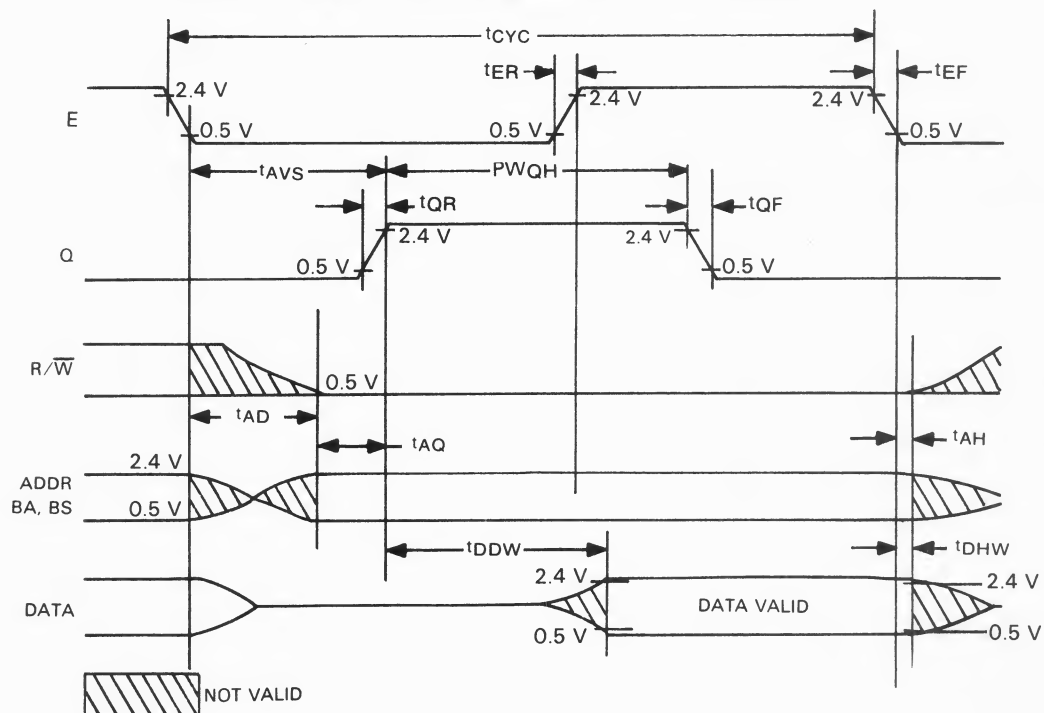 tCYC
tER
tEF
E
2.4 V
0.5 V
0.5 V
2.4 V
2.4 V
0.5 V
tAVS
PWQH
tQR
tQF
Q
0.5 V
2.4 V
2.4 V
0.5 V
R/W̅
0.5 V
tAD
tAQ
tAH
ADDR
BA, BS
2.4 V
0.5 V
tDDW
tDHW
DATA
2.4 V
0.5 V
DATA VALID
2.4 V
0.5 V
NOT VALID